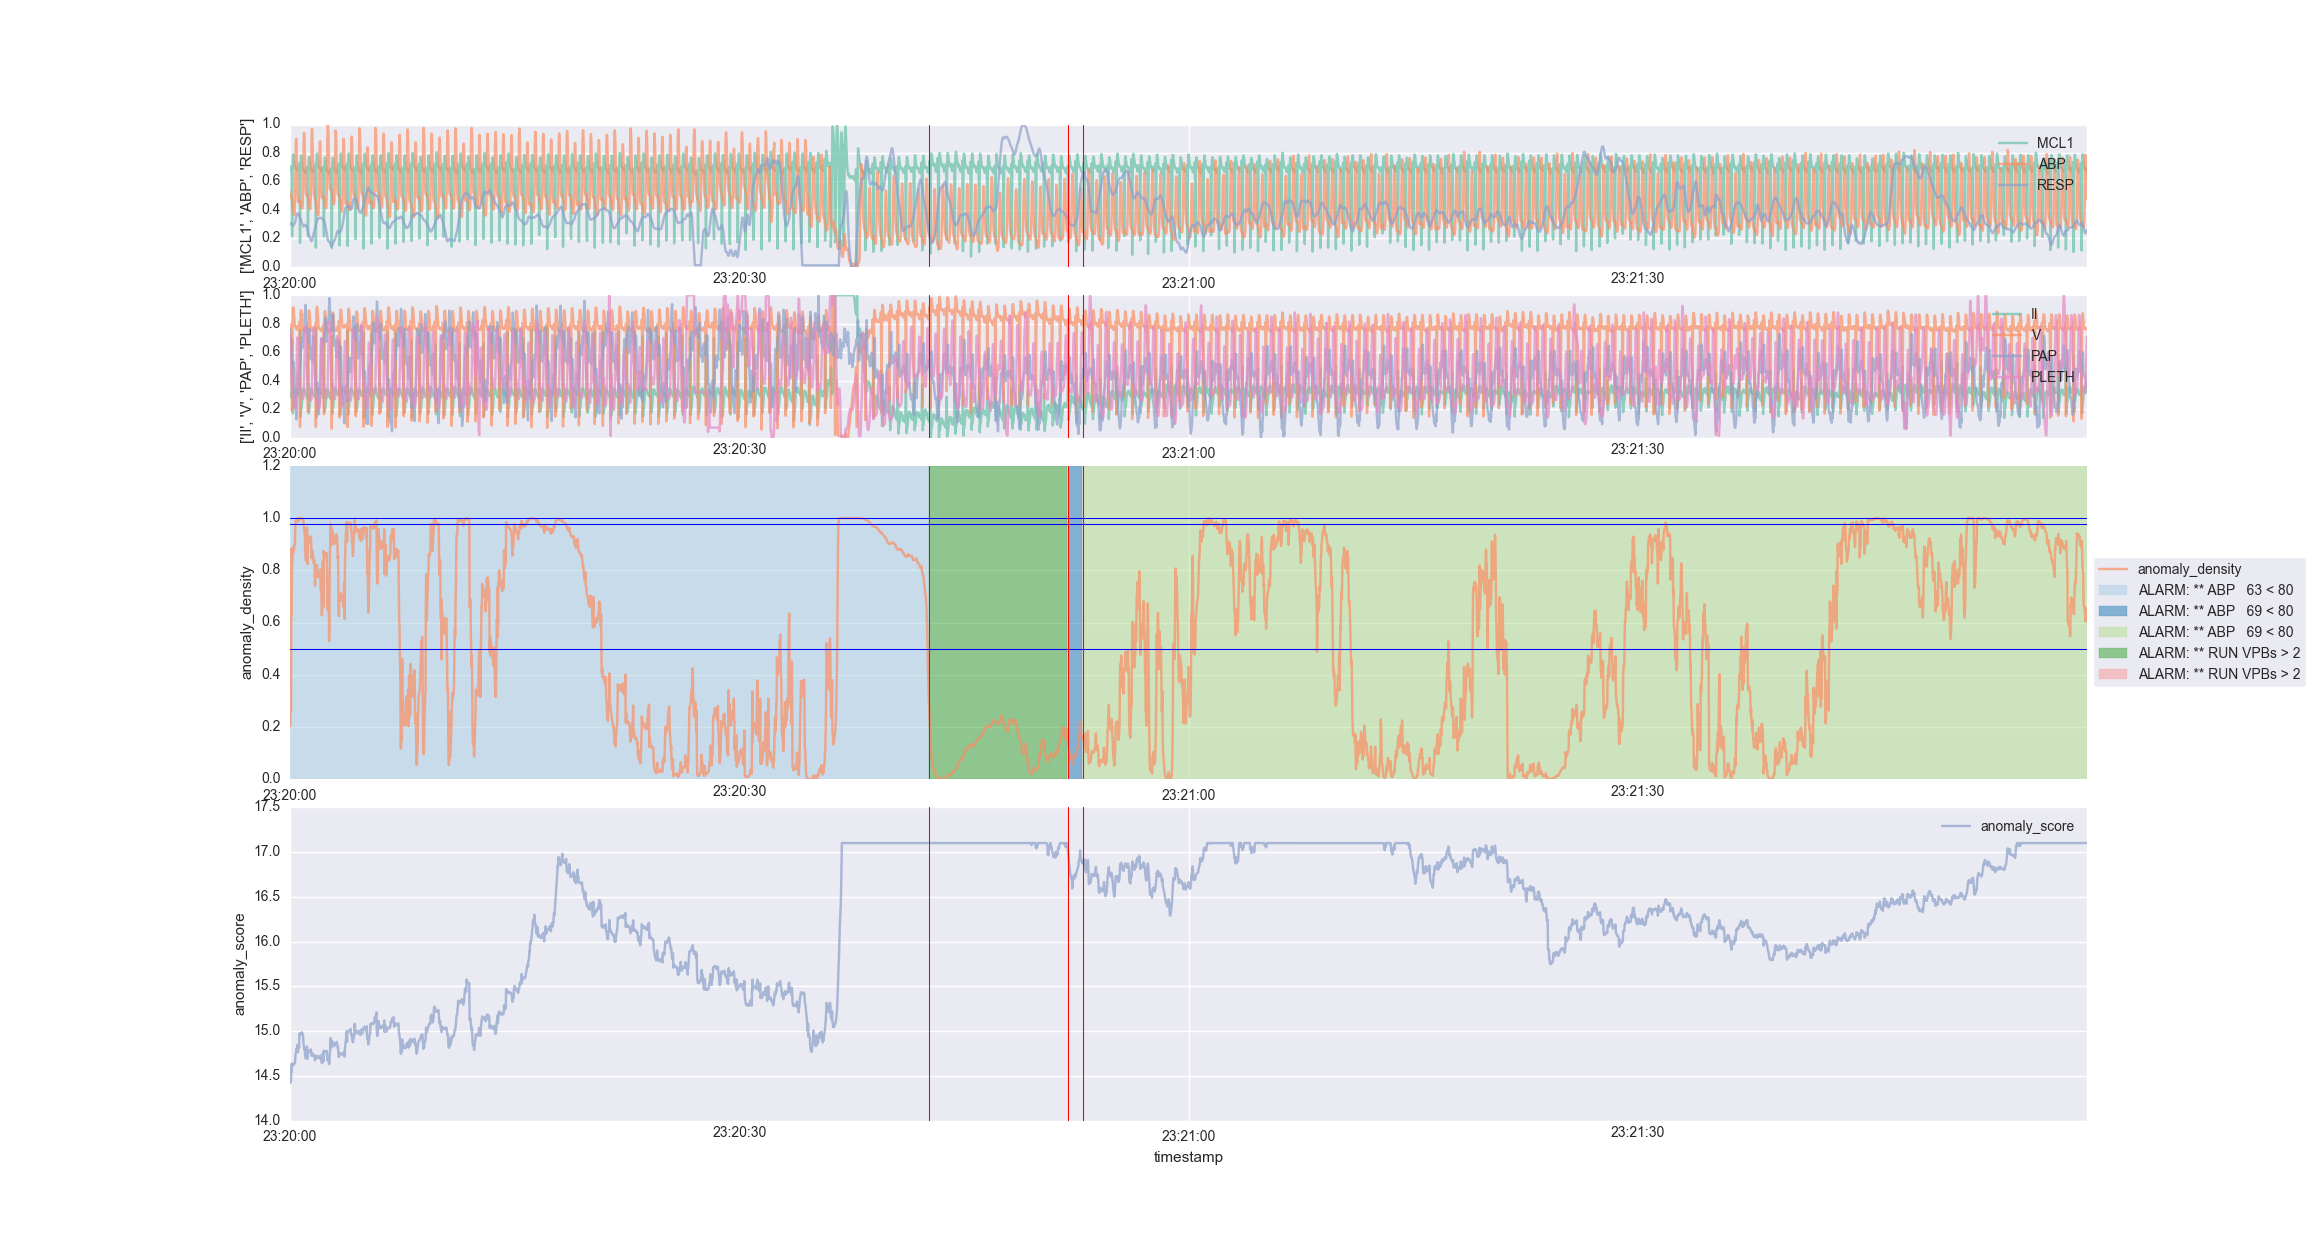 ['MCL1', 'ABP', 'RESP']
1.0
0.8
0.6
0.4
0.2
0.0
MCL1
ABP
RESP
23:20:00
23:20:30
23:21:00
23:21:30
['II', 'V', 'PAP', 'PLETH']
1.0
0.8
0.6
0.4
0.2
0.0
II
V
PAP
PLETH
23:20:00
23:20:30
23:21:00
23:21:30
anomaly_density
1.2
1.0
0.8
0.6
0.4
0.2
0.0
23:20:00
23:20:30
23:21:00
23:21:30
anomaly_density
ALARM: ** ABP 63 < 80
ALARM: ** ABP 69 < 80
ALARM: ** ABP 69 < 80
ALARM: ** RUN VPBs > 2
ALARM: ** RUN VPBs > 2
anomaly_score
17.5
17.0
16.5
16.0
15.5
15.0
14.5
14.0
anomaly_score
23:20:00
23:20:30
23:21:00
23:21:30
timestamp